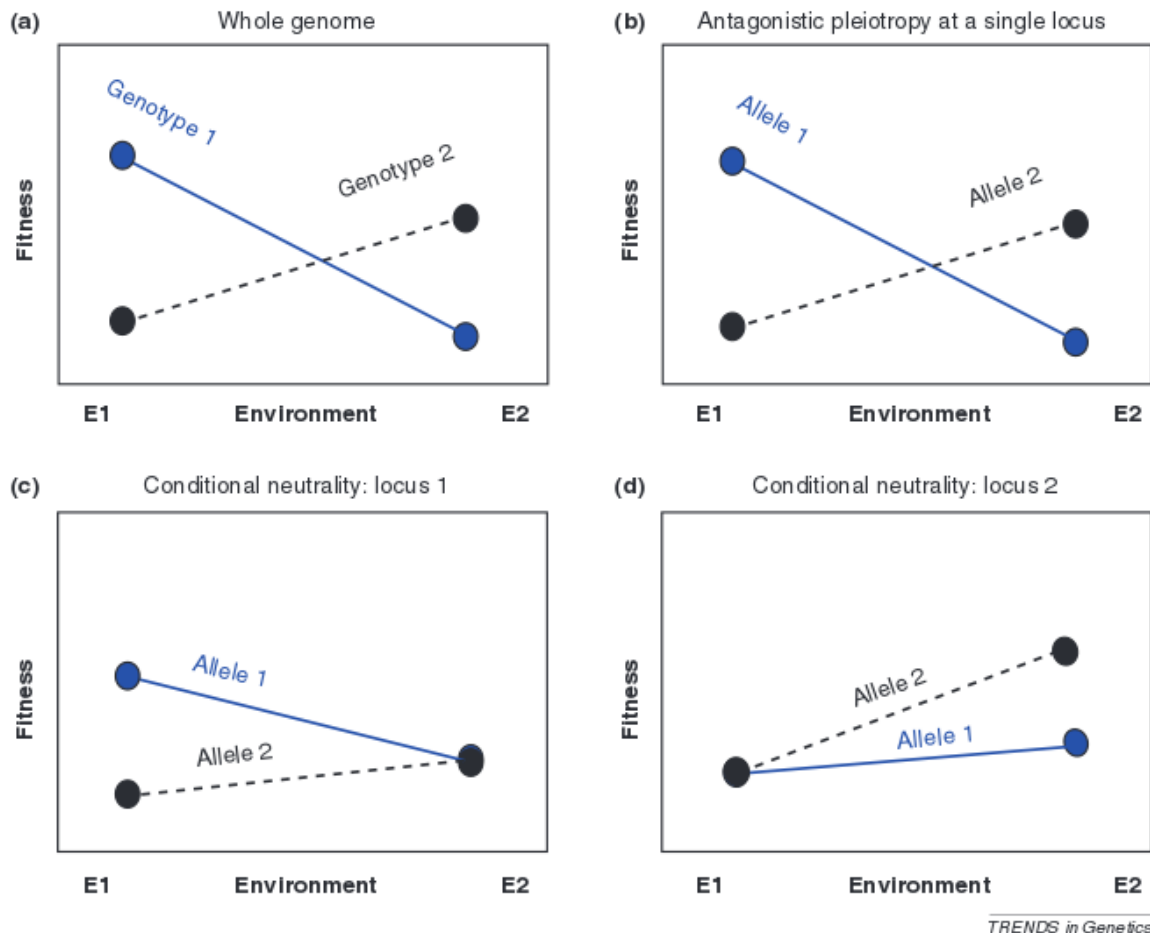 (a) Whole genome
Genotype 1
Genotype 2
Fitness
E1 Environment E2
(b) Antagonistic pleiotropy at a single locus
Allele 1
Allele 2
Fitness
E1 Environment E2
(c) Conditional neutrality: locus 1
Allele 1
Allele 2
Fitness
E1 Environment E2
(d) Conditional neutrality: locus 2
Allele 2
Allele 1
Fitness
E1 Environment E2
TRENDS in Genetics